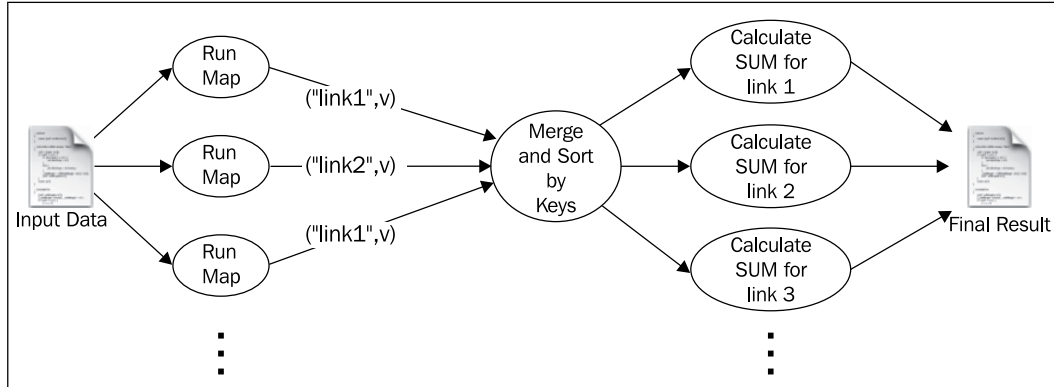 Run
Map
("link1",v)
Calculate
SUM for
link 1
Input Data
Run
Map
("link2",v)
Merge
and Sort
by
Keys
Calculate
SUM for
link 2
Final Result
Run
Map
("link1",v)
Calculate
SUM for
link 3